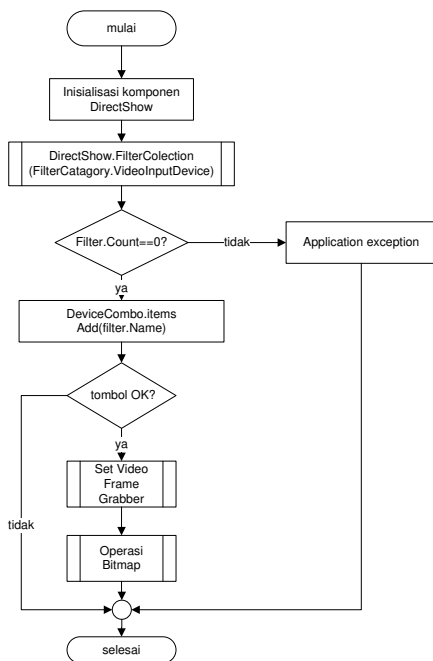 mulai
Inisialisasi komponen
DirectShow
DirectShow.FilterColection
(FilterCatagory.VideoInputDevice)
Filter.Count==0?
tidak
Application exception
ya
DeviceCombo.items
Add(filter.Name)
tombol OK?
ya
Set Video
Frame
Grabber
tidak
Operasi
Bitmap
selesai